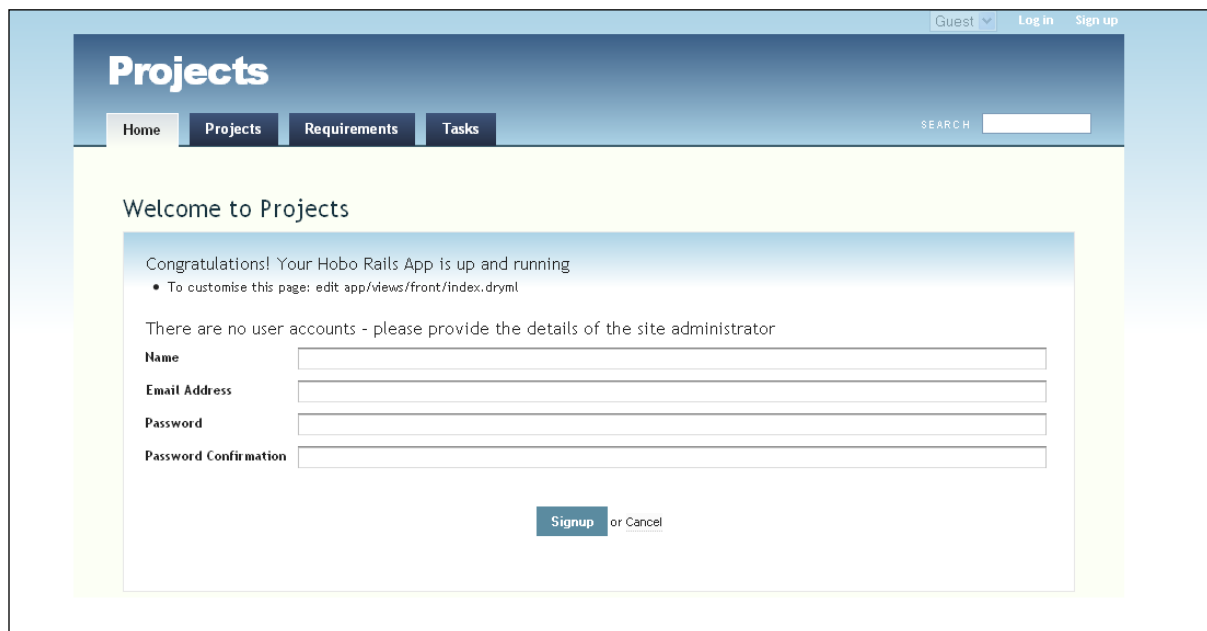 Guest Log in Sign up
Projects
Home Projects Requirements Tasks SEARCH
Welcome to Projects
Congratulations! Your Hobo Rails App is up and running
• To customise this page: edit app/views/front/index.dryml
There are no user accounts - please provide the details of the site administrator
Name
Email Address
Password
Password Confirmation
Signup or Cancel